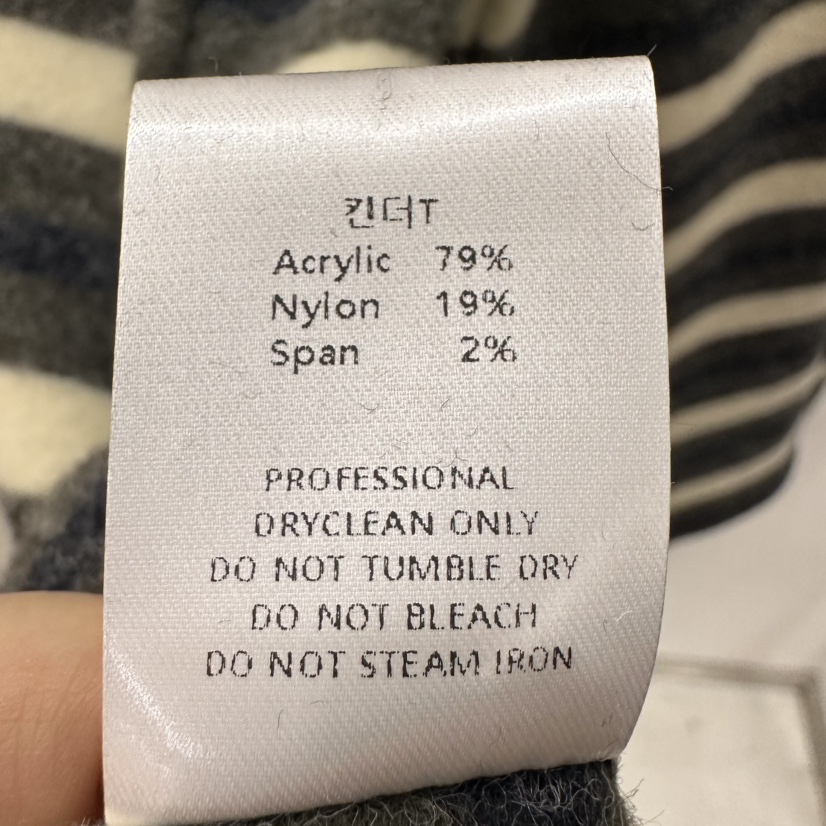 킨더T
Acrylic 79%
Nylon 19%
Span 2%
PROFESSIONAL
DRYCLEAN ONLY
DO NOT TUMBLE DRY
DO NOT BLEACH
DO NOT STEAM IRON